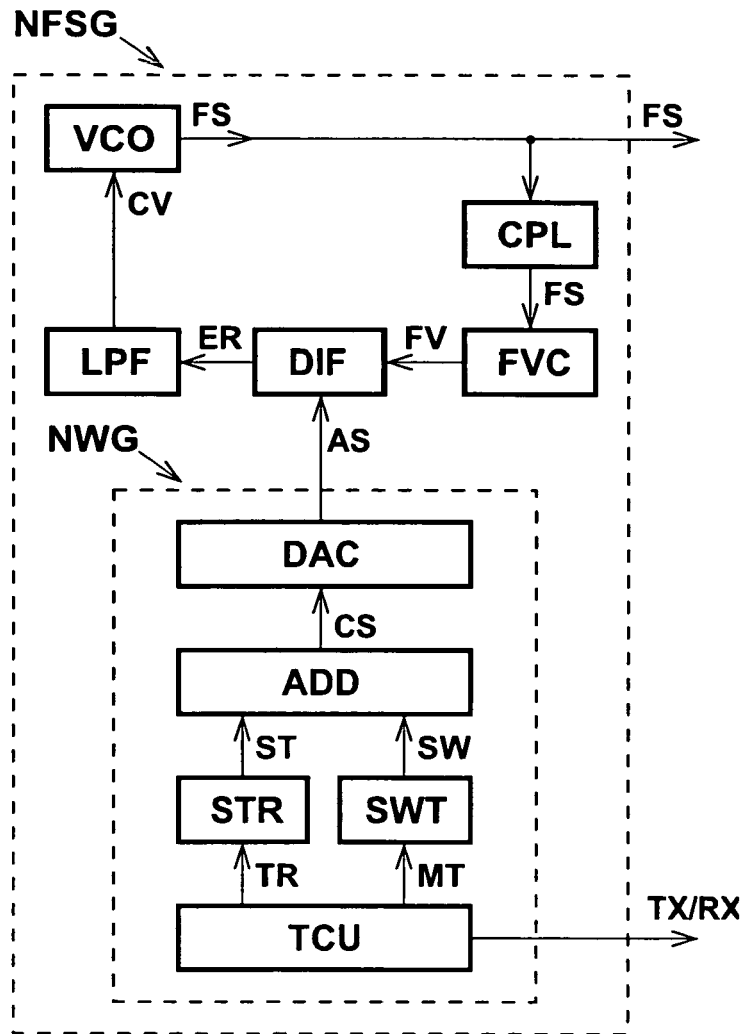 NFSG
FS
FS
VCO
CV
CPL
FS
ER
FV
LPF
DIF
FVC
NWG
AS
DAC
CS
ADD
ST
SW
STR
SWT
TR
MT
TX/RX
TCU